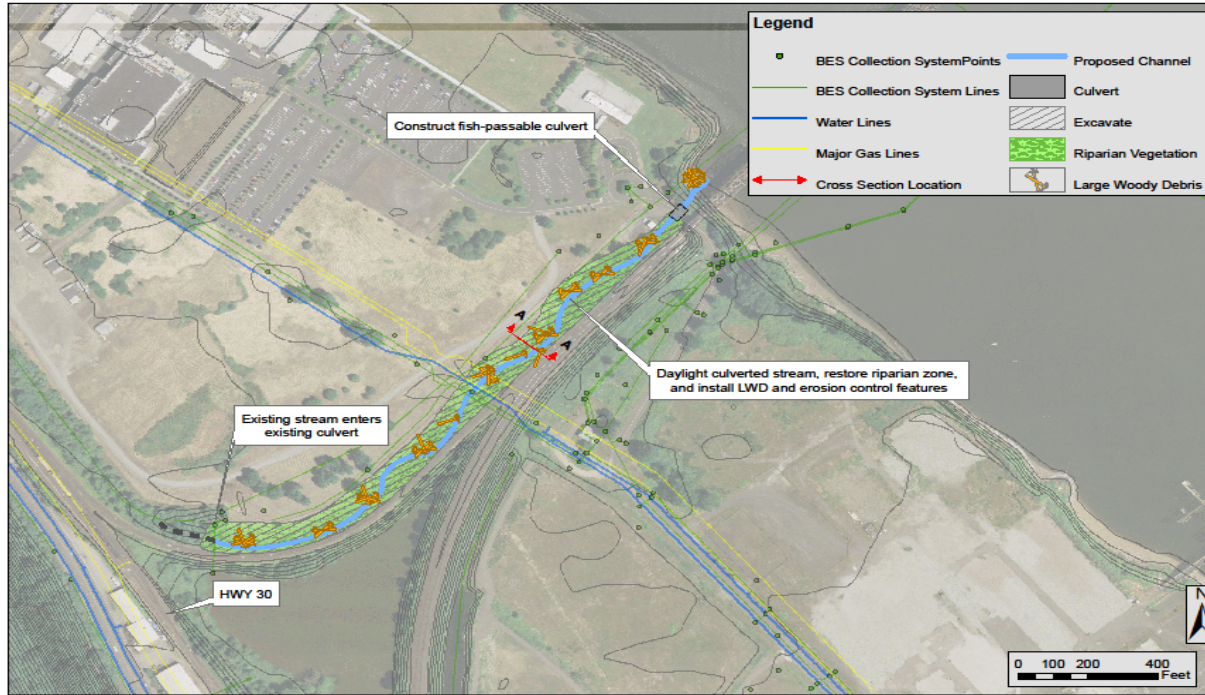 Legend
BES Collection SystemPoints
BES Collection System Lines
Water Lines
Major Gas Lines
Cross Section Location
Proposed Channel
Culvert
Excavate
Riparian Vegetation
Large Woody Debris
Construct fish-passable culvert
A
A
Daylight culverted stream, restore riparian zone,
and install LWD and erosion control features
Existing stream enters
existing culvert
HWY 30
N
0 100 200 400
Feet